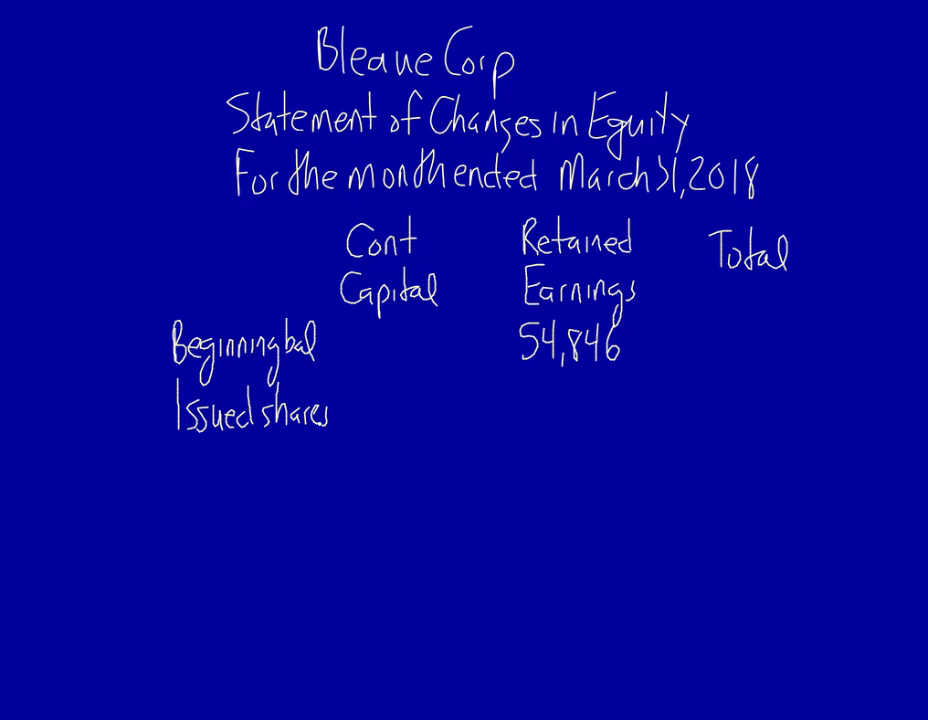 Bleaue Corp
Statement of Changes in Equity
For the month ended March 31, 2018
Cont Capital
Retained Earnings
Total
Beginning bal 54,846
Issued shares